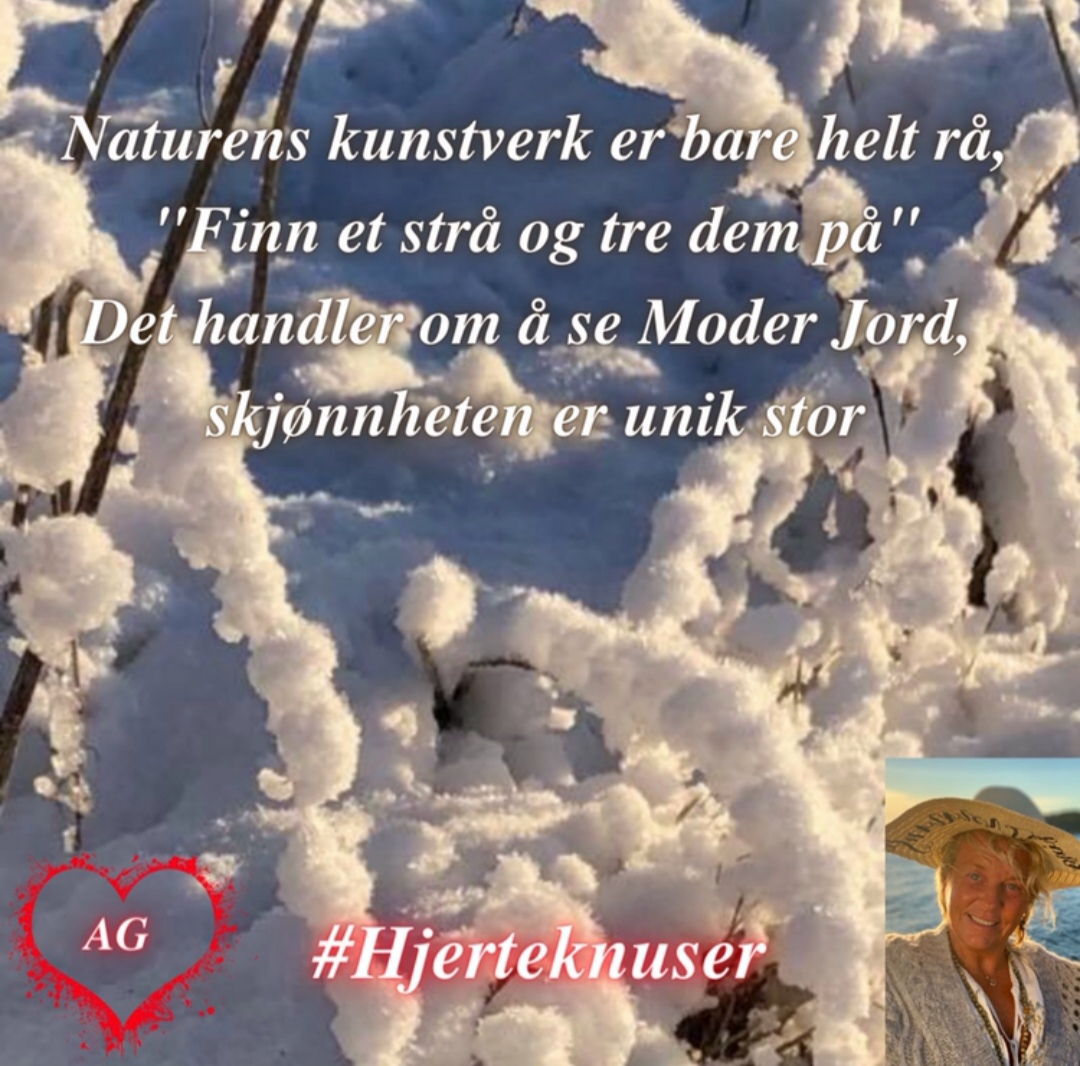 Naturens kunstverk er bare helt rå,
"Finn et strå og tre dem på"
Det handler om å se Moder Jord,
skjønnheten er unik stor
AG
#Hjerteknuser